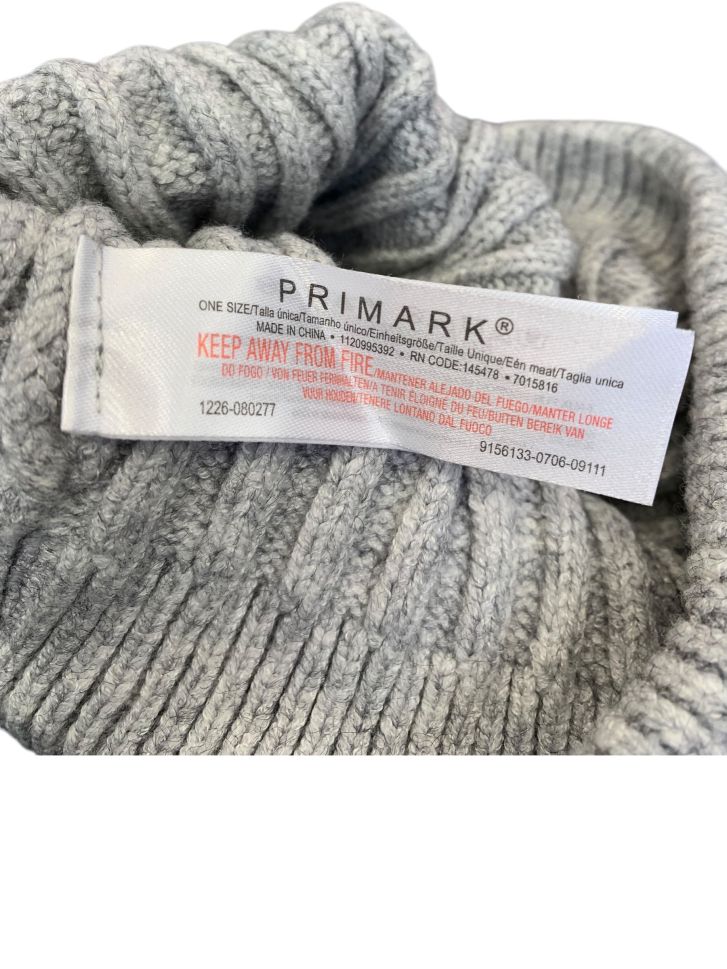 PRIMARK®
ONE SIZE/Talla única/Tamanho único/Einheitsgröße/Taille Unique/Eén maat/Taglia unica
MADE IN CHINA • 1120995392 • RN CODE:145478 • 7015816
KEEP AWAY FROM FIRE/MANTENER ALEJADO DEL FUEGO/MANTER LONGE
DO FOGO / VON FEUER FERNHALTEN/A TENIR ÉLOIGNÉ DU FEU/BUITEN BEREIK VAN
VUUR HOUDEN/TENERE LONTANO DAL FUOCO
1226-080277
9156133-0706-09111